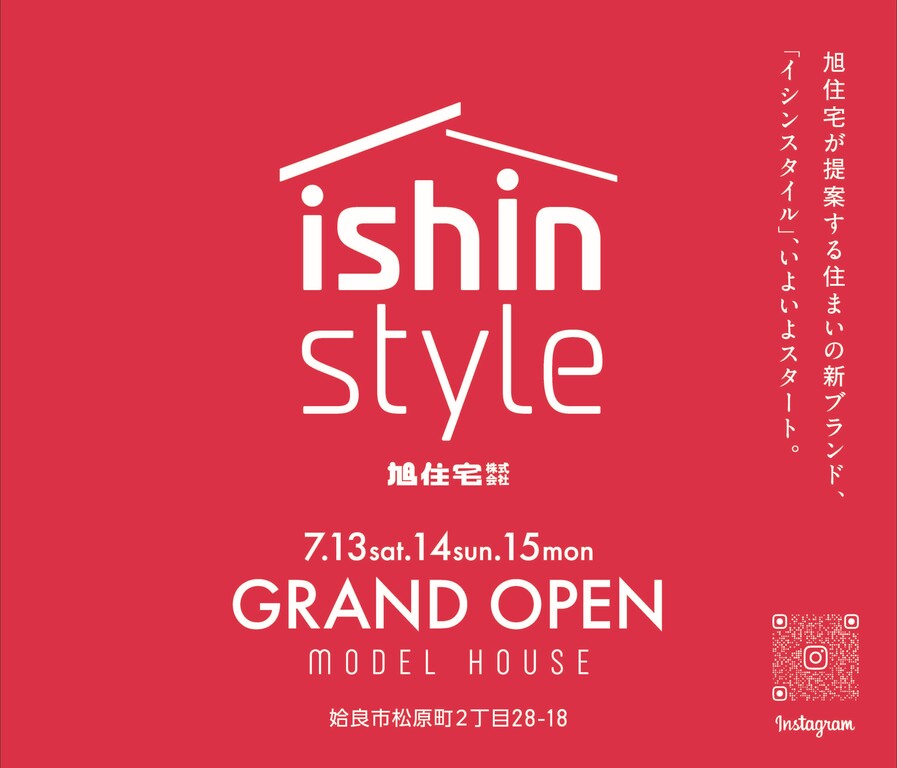 旭住宅が提案する住まいの新ブランド、
「イシンスタイル」、いよいよスタート。
ishin
style
旭住宅株式会社
7.13sat.14sun.15mon
GRAND OPEN
MODEL HOUSE
姶良市松原町2丁目28-18
Instagram